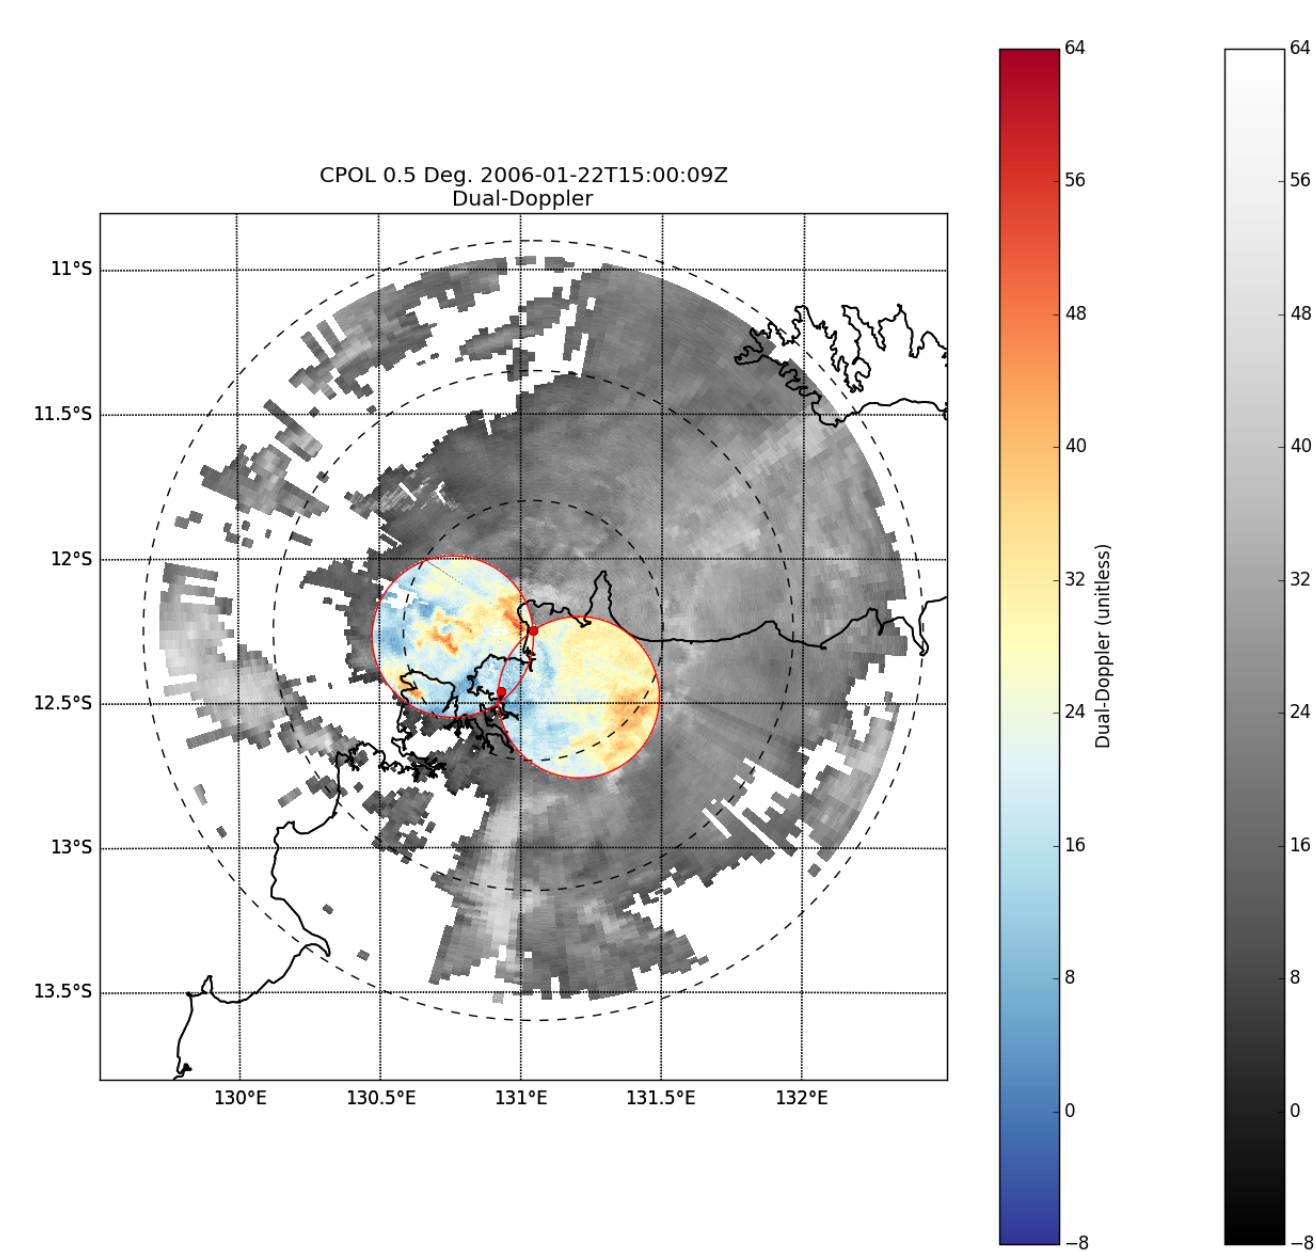 CPOL 0.5 Deg. 2006-01-22T15:00:09Z
Dual-Doppler
11°S
11.5°S
12°S
12.5°S
13°S
13.5°S
130°E
130.5°E
131°E
131.5°E
132°E
64
56
48
40
32
24
16
8
0
−8
Dual-Doppler (unitless)
64
56
48
40
32
24
16
8
0
−8